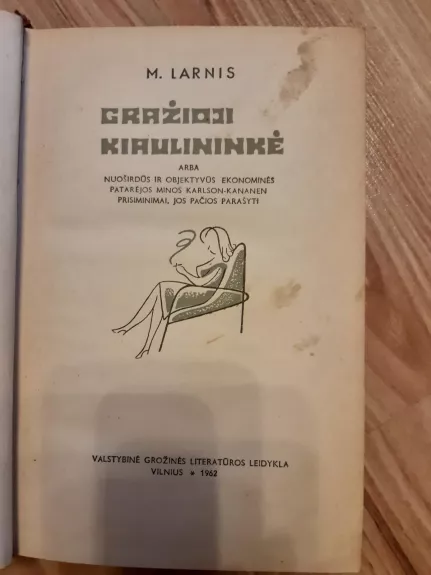 M. LARNIS
GRAŽIOJI
KIAULININKĖ
ARBA
NUOŠIRDŪS IR OBJEKTYVŪS EKONOMINĖS
PATARĖJOS MINOS KARLSON-KANANEN
PRISIMINIMAI, JOS PAČIOS PARAŠYTI
VALSTYBINĖ GROŽINĖS LITERATŪROS LEIDYKLA
VILNIUS * 1962